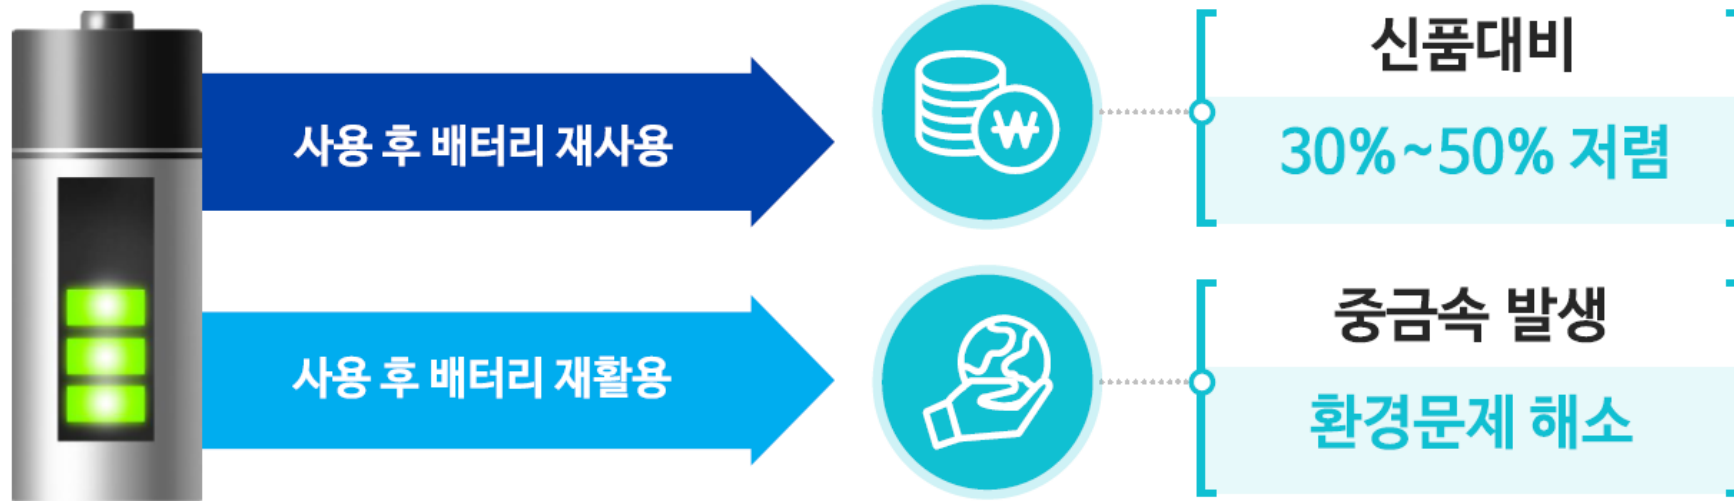 사용 후 배터리 재사용
신품대비
30%~50% 저렴
사용 후 배터리 재활용
중금속 발생
환경문제 해소